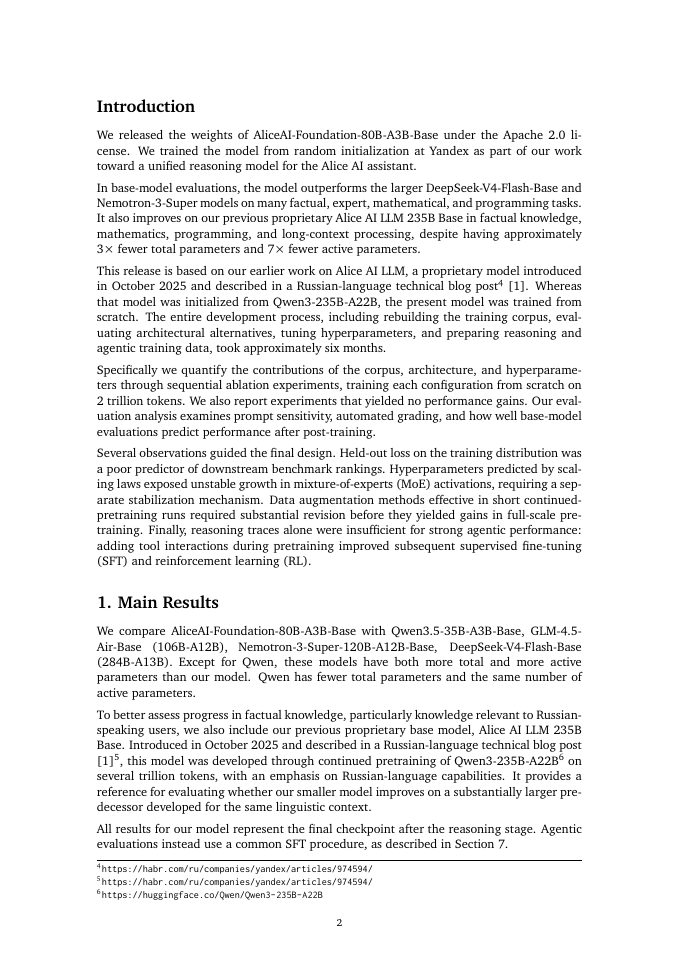 Introduction
We released the weights of AliceAI-Foundation-80B-A3B-Base under the Apache 2.0 li-
cense. We trained the model from random initialization at Yandex as part of our work
toward a unified reasoning model for the Alice AI assistant.
In base-model evaluations, the model outperforms the larger DeepSeek-V4-Flash-Base and
Nemotron-3-Super models on many factual, expert, mathematical, and programming tasks.
It also improves on our previous proprietary Alice AI LLM 235B Base in factual knowledge,
mathematics, programming, and long-context processing, despite having approximately
3× fewer total parameters and 7× fewer active parameters.
This release is based on our earlier work on Alice AI LLM, a proprietary model introduced
in October 2025 and described in a Russian-language technical blog post⁴ [1]. Whereas
that model was initialized from Qwen3-235B-A22B, the present model was trained from
scratch. The entire development process, including rebuilding the training corpus, eval-
uating architectural alternatives, tuning hyperparameters, and preparing reasoning and
agentic training data, took approximately six months.
Specifically we quantify the contributions of the corpus, architecture, and hyperparame-
ters through sequential ablation experiments, training each configuration from scratch on
2 trillion tokens. We also report experiments that yielded no performance gains. Our eval-
uation analysis examines prompt sensitivity, automated grading, and how well base-model
evaluations predict performance after post-training.
Several observations guided the final design. Held-out loss on the training distribution was
a poor predictor of downstream benchmark rankings. Hyperparameters predicted by scal-
ing laws exposed unstable growth in mixture-of-experts (MoE) activations, requiring a sep-
arate stabilization mechanism. Data augmentation methods effective in short continued-
pretraining runs required substantial revision before they yielded gains in full-scale pre-
training. Finally, reasoning traces alone were insufficient for strong agentic performance:
adding tool interactions during pretraining improved subsequent supervised fine-tuning
(SFT) and reinforcement learning (RL).
1. Main Results
We compare AliceAI-Foundation-80B-A3B-Base with Qwen3.5-35B-A3B-Base, GLM-4.5-
Air-Base (106B-A12B), Nemotron-3-Super-120B-A12B-Base, DeepSeek-V4-Flash-Base
(284B-A13B). Except for Qwen, these models have both more total and more active
parameters than our model. Qwen has fewer total parameters and the same number of
active parameters.
To better assess progress in factual knowledge, particularly knowledge relevant to Russian-
speaking users, we also include our previous proprietary base model, Alice AI LLM 235B
Base. Introduced in October 2025 and described in a Russian-language technical blog post
[1]⁵, this model was developed through continued pretraining of Qwen3-235B-A22B⁶ on
several trillion tokens, with an emphasis on Russian-language capabilities. It provides a
reference for evaluating whether our smaller model improves on a substantially larger pre-
decessor developed for the same linguistic context.
All results for our model represent the final checkpoint after the reasoning stage. Agentic
evaluations instead use a common SFT procedure, as described in Section 7.
⁴https://habr.com/ru/companies/yandex/articles/974594/
⁵https://habr.com/ru/companies/yandex/articles/974594/
⁶https://huggingface.co/Qwen/Qwen3-235B-A22B
2